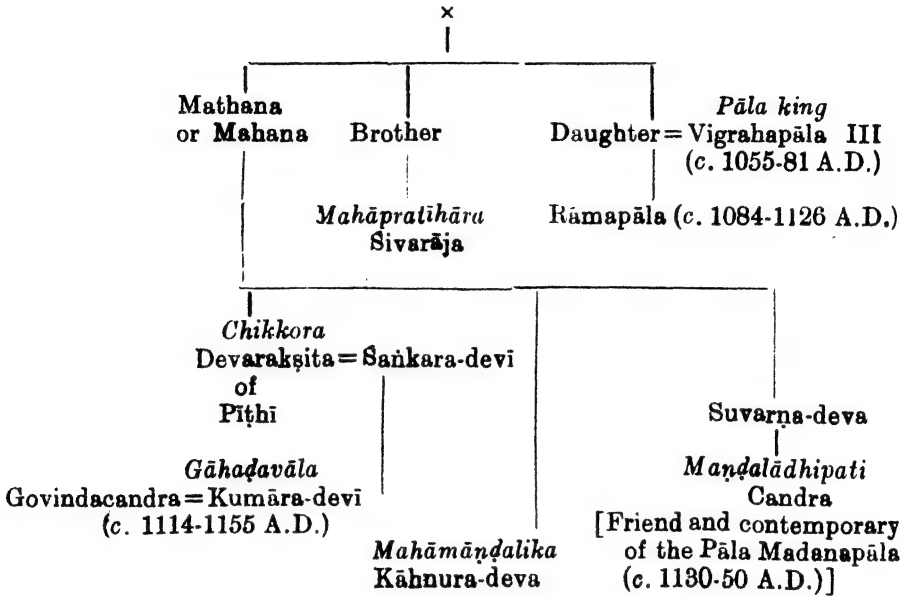 ×
Mathana
or Mahana
Brother
Pāla king
Daughter = Vigrahapāla III
(c. 1055-81 A.D.)
Mahāpratīhāra
Śivarāja
Rāmapāla (c. 1084-1126 A.D.)
Chikkora
Devarakṣita = Śaṅkara-devī
of
Pīṭhī
Suvarṇa-deva
Gāhaḍavāla
Govindacandra = Kumāra-devī
(c. 1114-1155 A.D.)
Maṇḍalādhipati
Candra
[Friend and contemporary
of the Pāla Madanapāla
(c. 1130-50 A.D.)]
Mahāmāṇḍalika
Kāhnura-deva